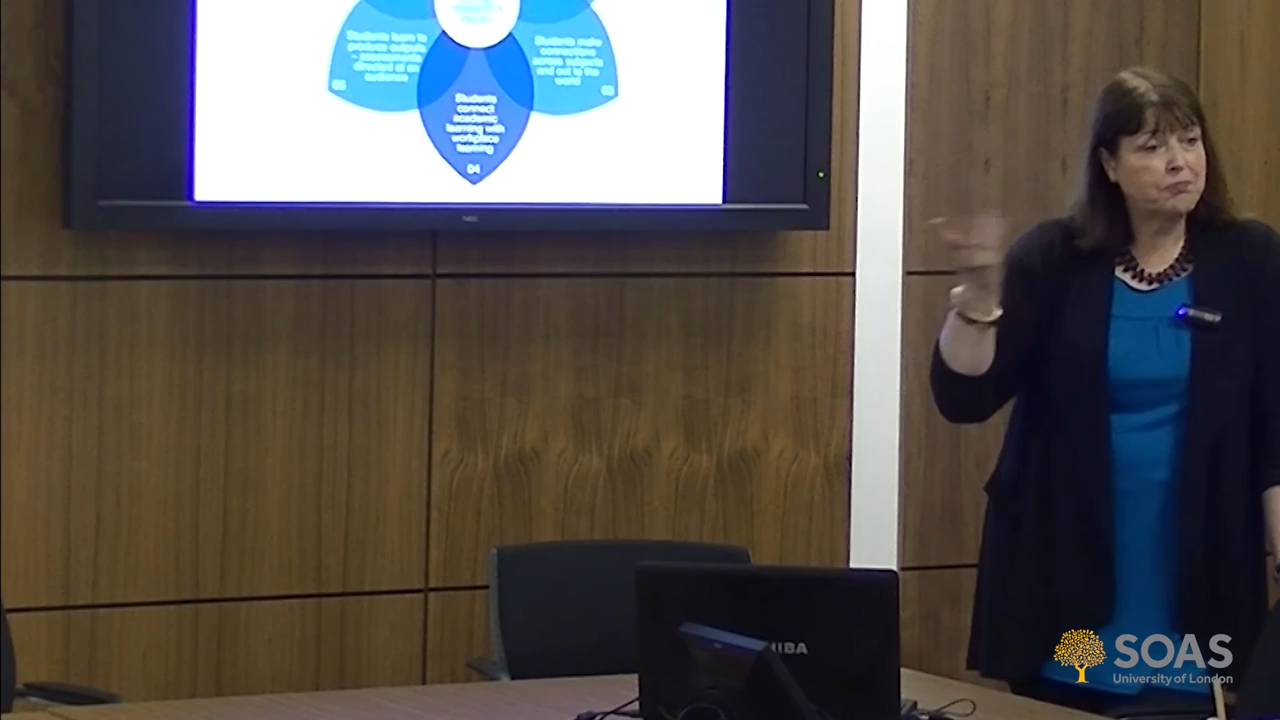 Students learn to
produce outputs
– assessments
directed at an
audience
05
Students make
connections
across subjects
and out to the
world
03
Students
connect
academic
learning with
workplace
learning
04
NEC
HIBA
SOAS
University of London